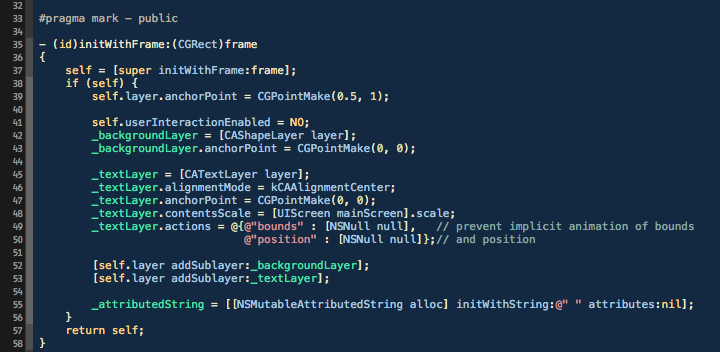 32
33 #pragma mark - public
34
35 - (id)initWithFrame:(CGRect)frame
36 {
37 self = [super initWithFrame:frame];
38 if (self) {
39 self.layer.anchorPoint = CGPointMake(0.5, 1);
40
41 self.userInteractionEnabled = NO;
42 _backgroundLayer = [CAShapeLayer layer];
43 _backgroundLayer.anchorPoint = CGPointMake(0, 0);
44
45 _textLayer = [CATextLayer layer];
46 _textLayer.alignmentMode = kCAAlignmentCenter;
47 _textLayer.anchorPoint = CGPointMake(0, 0);
48 _textLayer.contentsScale = [UIScreen mainScreen].scale;
49 _textLayer.actions = @{@"bounds" : [NSNull null], // prevent implicit animation of bounds
50 @"position" : [NSNull null]};// and position
51
52 [self.layer addSublayer:_backgroundLayer];
53 [self.layer addSublayer:_textLayer];
54
55 _attributedString = [[NSMutableAttributedString alloc] initWithString:@" " attributes:nil];
56 }
57 return self;
58 }